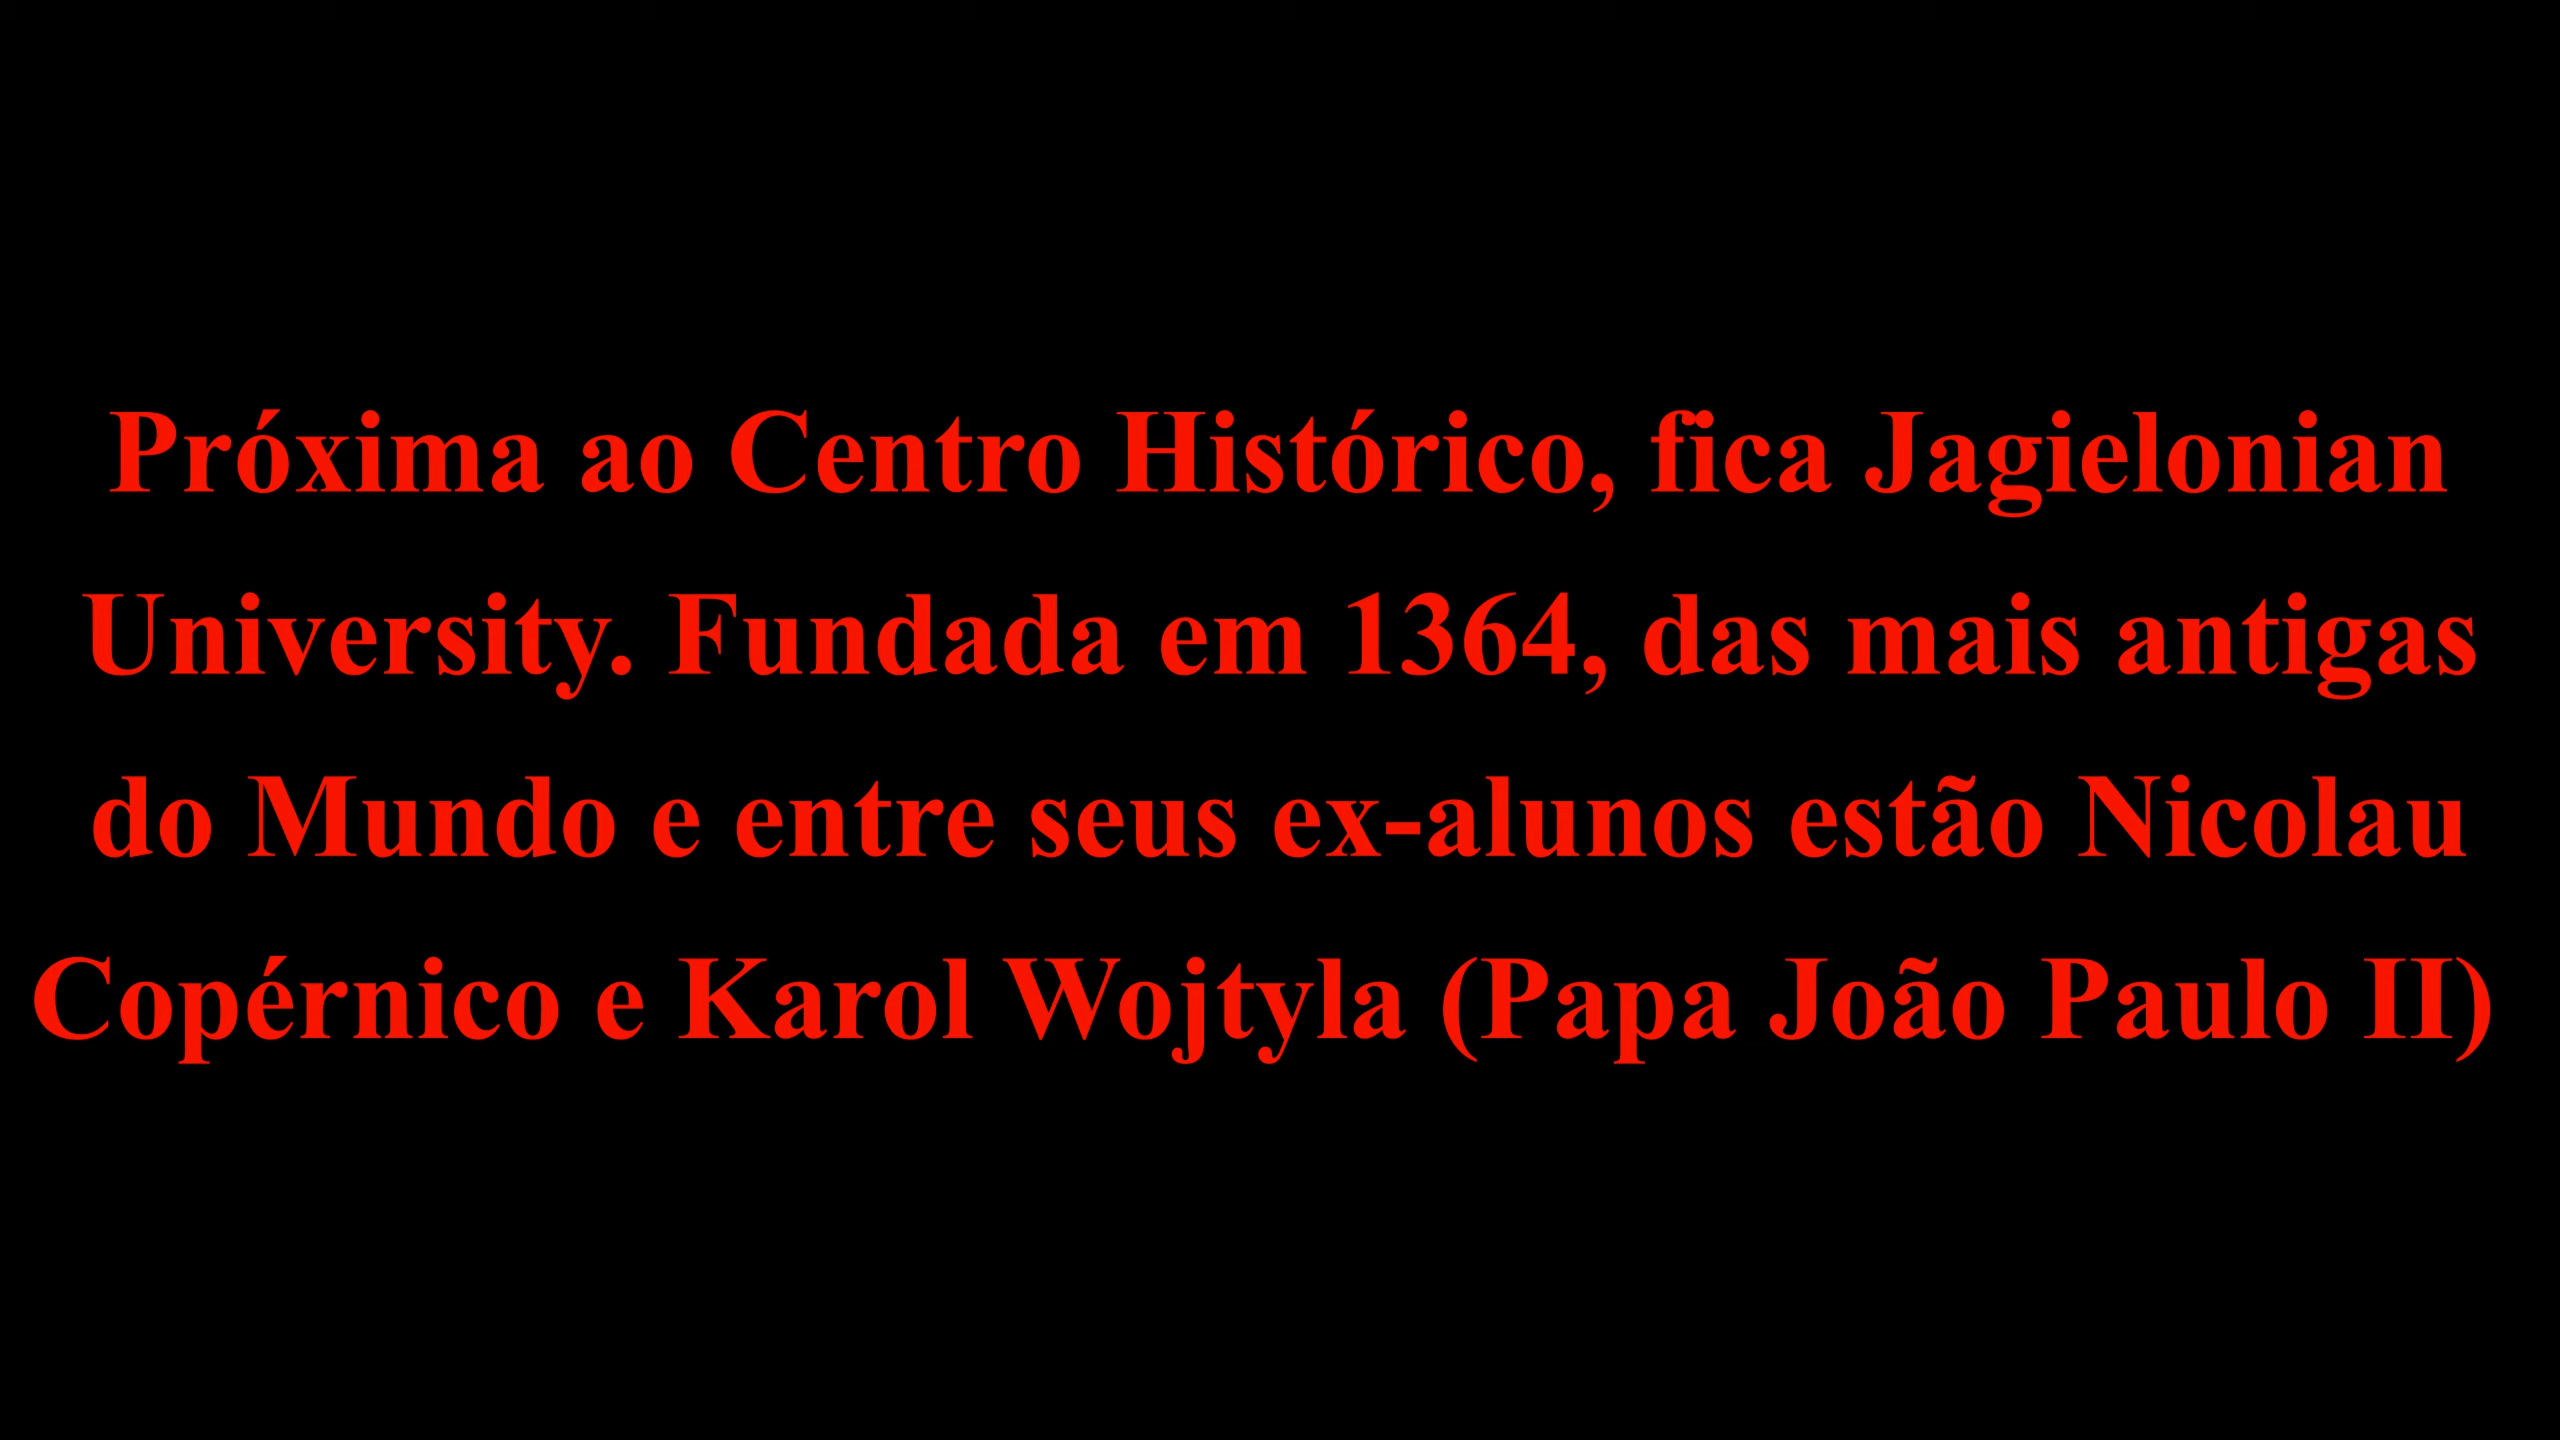 Próxima ao Centro Histórico, fica Jagielonian
University. Fundada em 1364, das mais antigas
do Mundo e entre seus ex-alunos estão Nicolau
Copérnico e Karol Wojtyla (Papa João Paulo II)